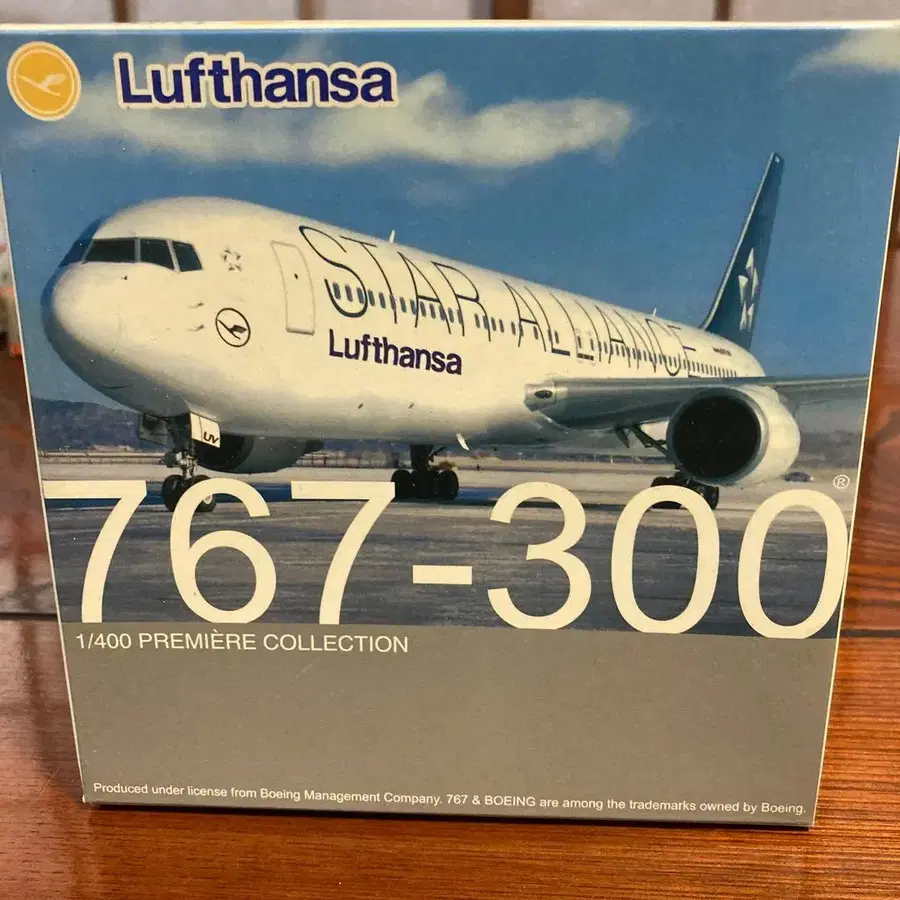 Lufthansa
STAR ALLIANCE
Lufthansa
UV
767-300®
1/400 PREMIÈRE COLLECTION
Produced under license from Boeing Management Company. 767 & BOEING are among the trademarks owned by Boeing.